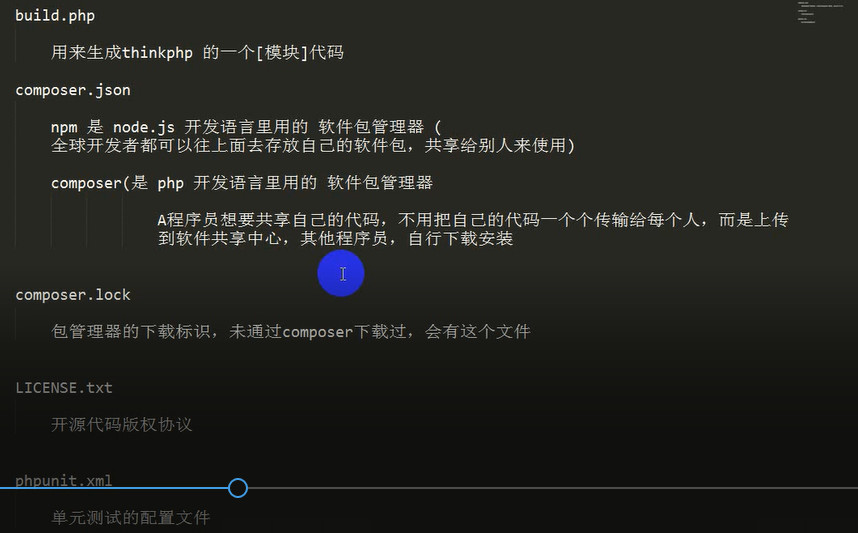 build.php
用来生成thinkphp 的一个[模块]代码
composer.json
npm 是 node.js 开发语言里用的 软件包管理器 (
全球开发者都可以往上面去存放自己的软件包，共享给别人来使用)
composer(是 php 开发语言里用的 软件包管理器
A程序员想要共享自己的代码，不用把自己的代码一个个传输给每个人，而是上传
到软件共享中心，其他程序员，自行下载安装
composer.lock
包管理器的下载标识，未通过composer下载过，会有这个文件
LICENSE.txt
开源代码版权协议
phpunit.xml
单元测试的配置文件